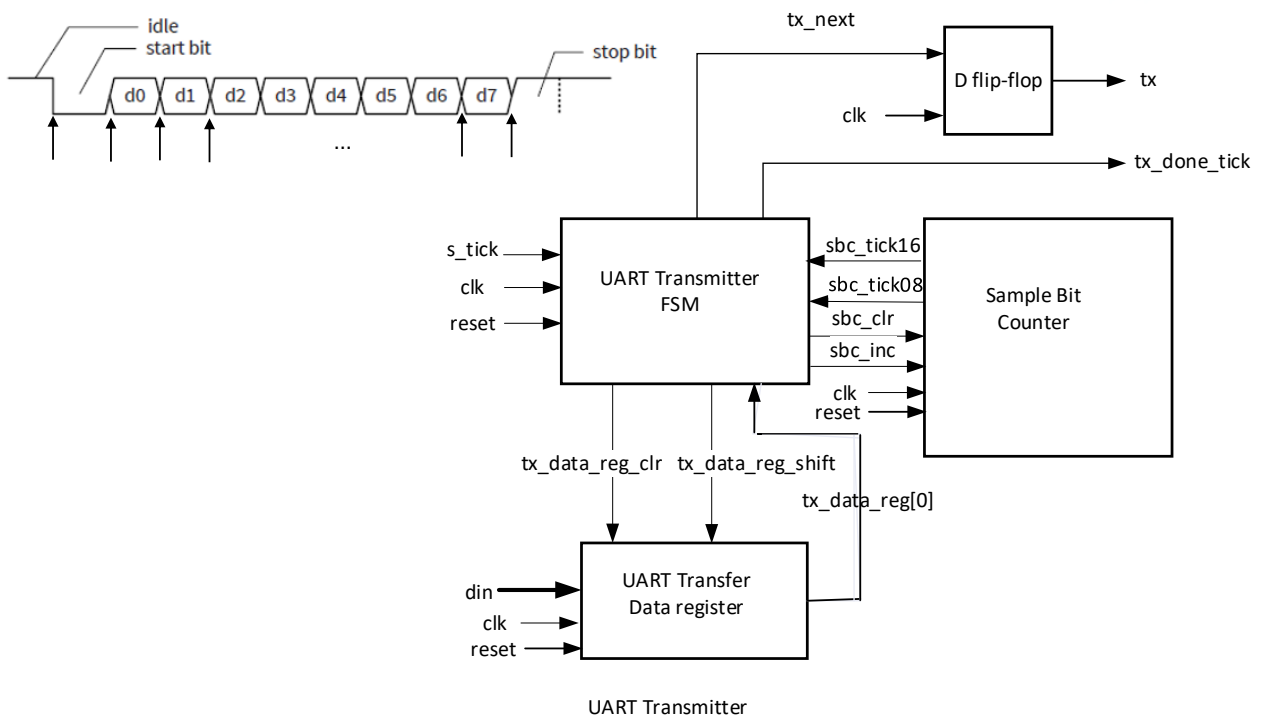 idle
start bit
stop bit
d0 d1 d2 d3 d4 d5 d6 d7
...
tx_next
D flip-flop
tx
clk
tx_done_tick
s_tick
clk
reset
UART Transmitter
FSM
sbc_tick16
sbc_tick08
sbc_clr
sbc_inc
clk
reset
Sample Bit
Counter
tx_data_reg_clr
tx_data_reg_shift
tx_data_reg[0]
din
clk
reset
UART Transfer
Data register
UART Transmitter